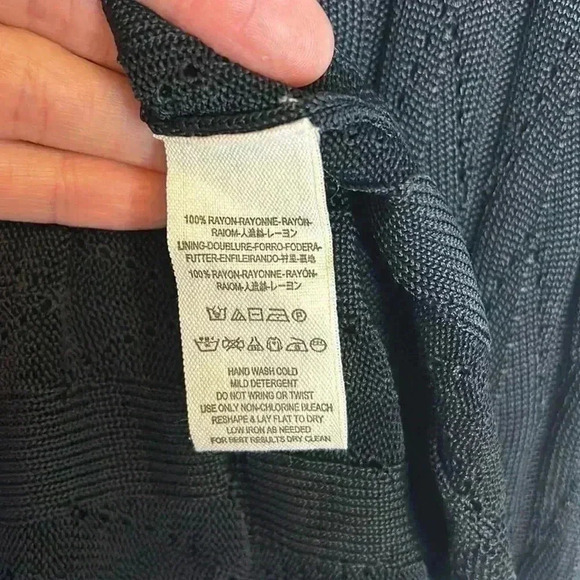 100% RAYON-RAYONNE-RAYÓN-
RAIOM-人造絲-レーヨン
LINING-DOUBLURE-FORRO-FODERA-
FUTTER-ENFILEIRANDO-衬里-裏地
100% RAYON-RAYONNE-RAYÓN-
RAIOM-人造絲-レーヨン
HAND WASH COLD
MILD DETERGENT
DO NOT WRING OR TWIST
USE ONLY NON-CHLORINE BLEACH
RESHAPE & LAY FLAT TO DRY
LOW IRON AS NEEDED
FOR BEST RESULTS DRY CLEAN